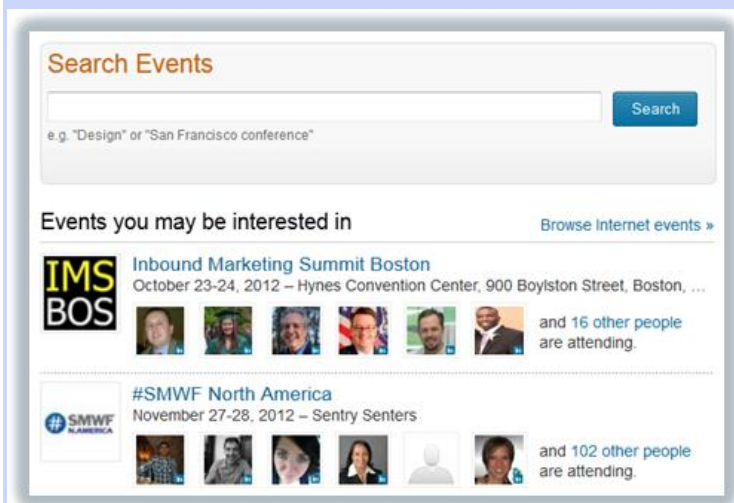 Search Events
Search
e.g. "Design" or "San Francisco conference"
Events you may be interested in
Browse Internet events »
IMS
BOS
Inbound Marketing Summit Boston
October 23-24, 2012 – Hynes Convention Center, 900 Boylston Street, Boston, ...
and 16 other people
are attending.
# SMWF
N.AMERICA
#SMWF North America
November 27-28, 2012 – Sentry Senters
and 102 other people
are attending.